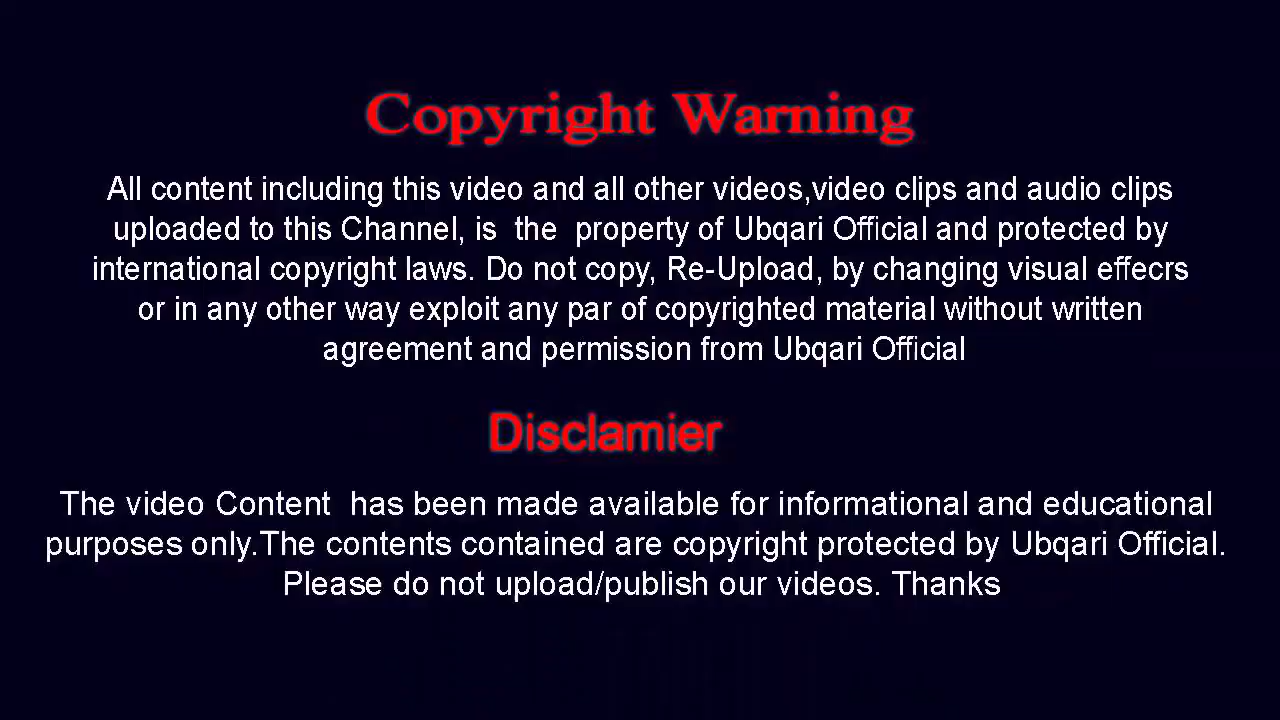 Copyright Warning
All content including this video and all other videos,video clips and audio clips
uploaded to this Channel, is  the  property of Ubqari Official and protected by
international copyright laws. Do not copy, Re-Upload, by changing visual effecrs
or in any other way exploit any par of copyrighted material without written
agreement and permission from Ubqari Official
Disclamier
The video Content  has been made available for informational and educational
purposes only.The contents contained are copyright protected by Ubqari Official.
Please do not upload/publish our videos. Thanks